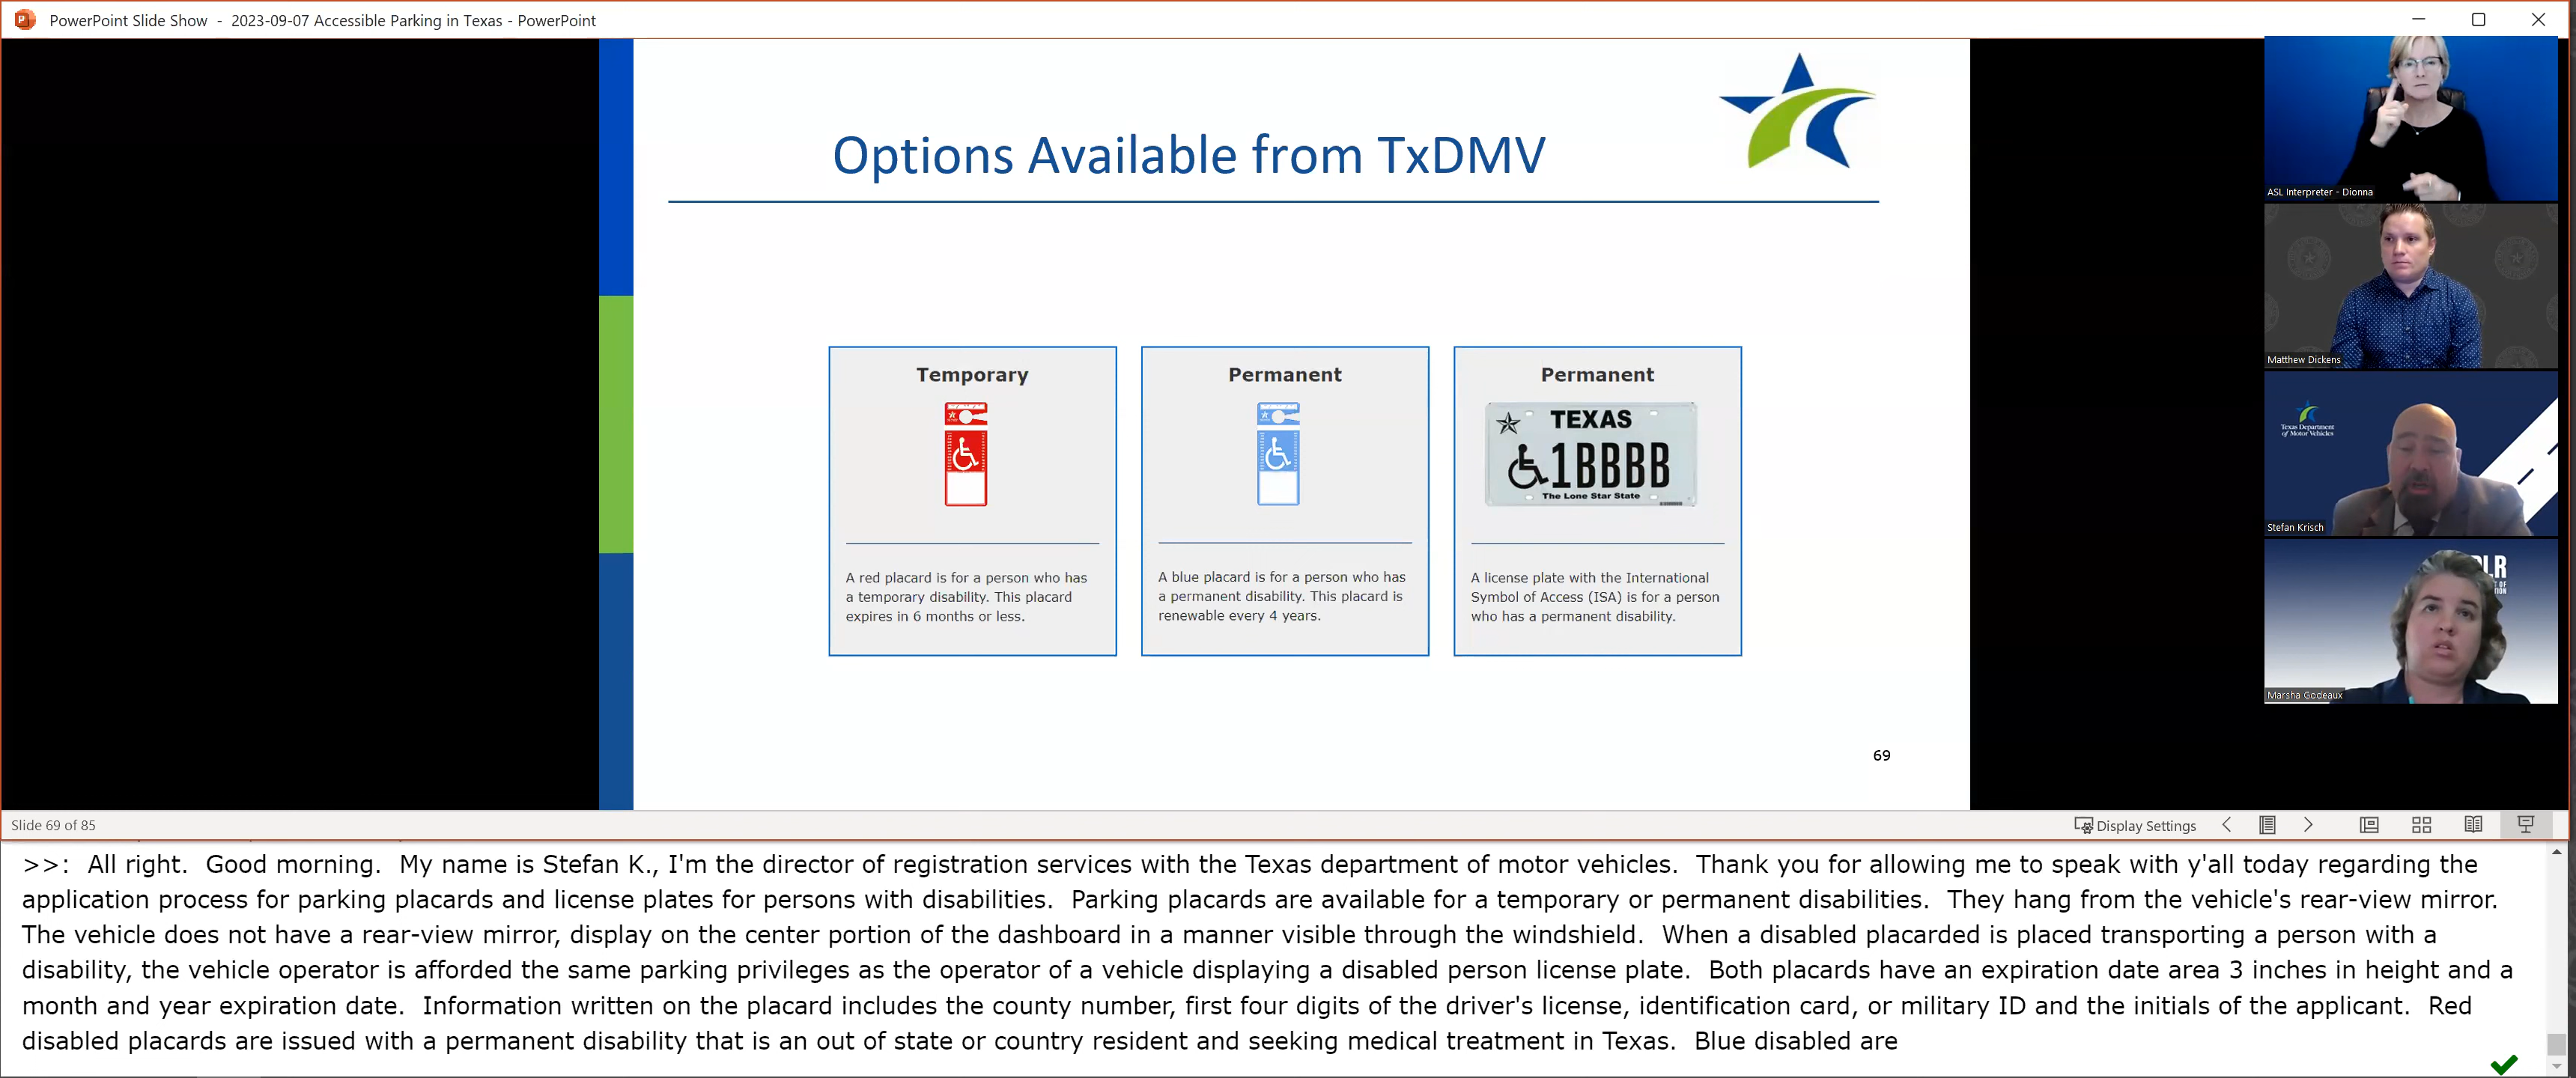 PowerPoint Slide Show - 2023-09-07 Accessible Parking in Texas - PowerPoint
Options Available from TxDMV
Temporary
A red placard is for a person who has
a temporary disability. This placard
expires in 6 months or less.
Permanent
A blue placard is for a person who has
a permanent disability. This placard is
renewable every 4 years.
Permanent
TEXAS
1BBBB
The Lone Star State
A license plate with the International
Symbol of Access (ISA) is for a person
who has a permanent disability.
69
ASL Interpreter - Dionna
Matthew Dickens
Texas Department
of Motor Vehicles
Stefan Krisch
LR
Marsha Godeaux
Slide 69 of 85
Display Settings
>>: All right. Good morning. My name is Stefan K., I'm the director of registration services with the Texas department of motor vehicles. Thank you for allowing me to speak with y'all today regarding the
application process for parking placards and license plates for persons with disabilities. Parking placards are available for a temporary or permanent disabilities. They hang from the vehicle's rear-view mirror.
The vehicle does not have a rear-view mirror, display on the center portion of the dashboard in a manner visible through the windshield. When a disabled placarded is placed transporting a person with a
disability, the vehicle operator is afforded the same parking privileges as the operator of a vehicle displaying a disabled person license plate. Both placards have an expiration date area 3 inches in height and a
month and year expiration date. Information written on the placard includes the county number, first four digits of the driver's license, identification card, or military ID and the initials of the applicant. Red
disabled placards are issued with a permanent disability that is an out of state or country resident and seeking medical treatment in Texas. Blue disabled are